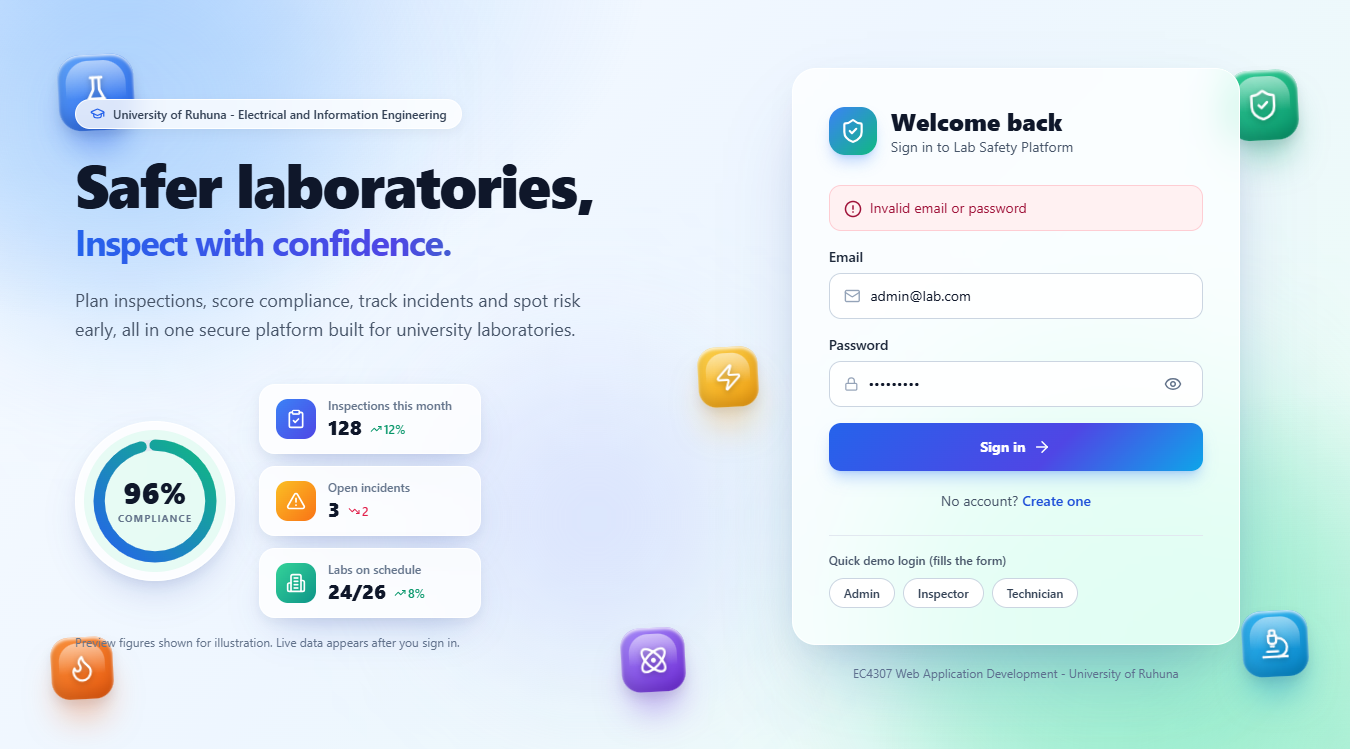 University of Ruhuna - Electrical and Information Engineering
Safer laboratories,
Inspect with confidence.
Plan inspections, score compliance, track incidents and spot risk
early, all in one secure platform built for university laboratories.
96%
COMPLIANCE
Inspections this month
128 12%
Open incidents
3 2
Labs on schedule
24/26 8%
Preview figures shown for illustration. Live data appears after you sign in.
Welcome back
Sign in to Lab Safety Platform
Invalid email or password
Email
admin@lab.com
Password
•••••••••
Sign in
No account? Create one
Quick demo login (fills the form)
Admin Inspector Technician
EC4307 Web Application Development - University of Ruhuna